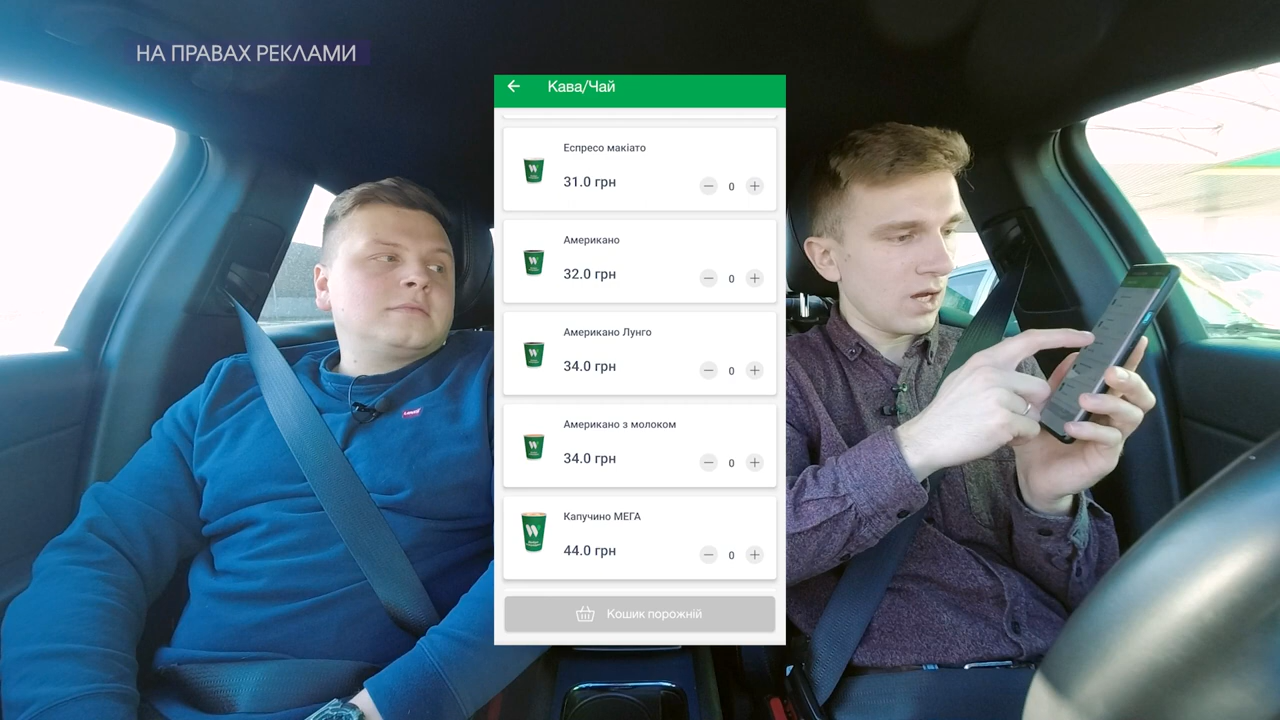 НА ПРАВАХ РЕКЛАМИ
Кава/Чай
Еспресо макіато
31.0 грн
0
Американо
32.0 грн
0
Американо Лунго
34.0 грн
0
Американо з молоком
34.0 грн
0
Капучино МЕГА
44.0 грн
0
Кошик порожній
Levi's